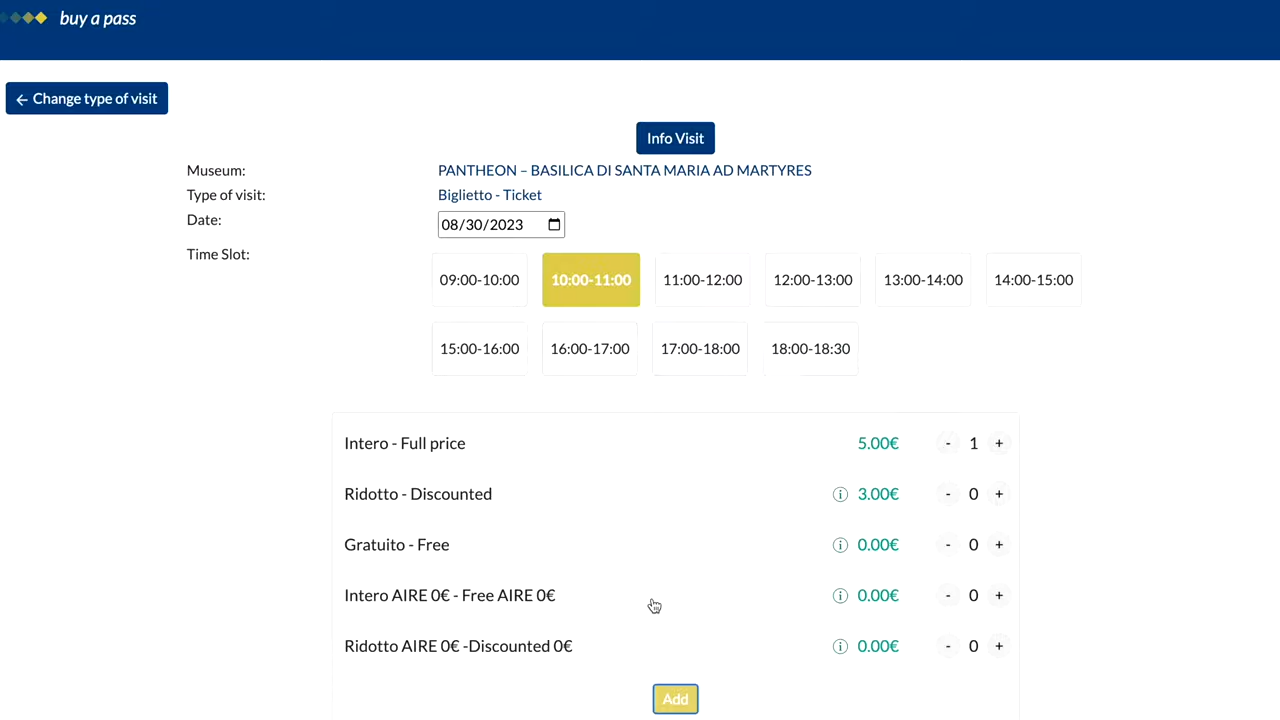 buy a pass
← Change type of visit
Info Visit
Museum: PANTHEON – BASILICA DI SANTA MARIA AD MARTYRES
Type of visit: Biglietto - Ticket
Date: 08/30/2023
Time Slot:
09:00-10:00 10:00-11:00 11:00-12:00 12:00-13:00 13:00-14:00 14:00-15:00
15:00-16:00 16:00-17:00 17:00-18:00 18:00-18:30
Intero - Full price 5.00€ - 1 +
Ridotto - Discounted i 3.00€ - 0 +
Gratuito - Free i 0.00€ - 0 +
Intero AIRE 0€ - Free AIRE 0€ i 0.00€ - 0 +
Ridotto AIRE 0€ -Discounted 0€ i 0.00€ - 0 +
Add